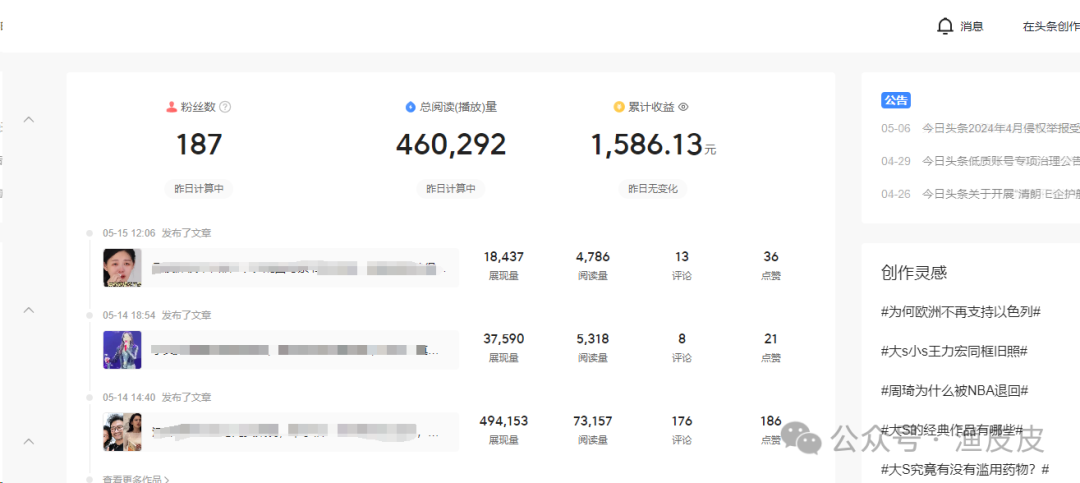 消息
在头条创作
粉丝数
总阅读(播放)量
累计收益
187
460,292
1,586.13元
昨日计算中
昨日计算中
昨日无变化
05-15 12:06 发布了文章
18,437
4,786
13
36
展现量
阅读量
评论
点赞
05-14 18:54 发布了文章
37,590
5,318
8
21
展现量
阅读量
评论
点赞
05-14 14:40 发布了文章
494,153
73,157
176
186
展现量
阅读量
评论
点赞
查看更多作品
公告
05-06 今日头条2024年4月侵权举报受
04-29 今日头条低质账号专项治理公告
04-26 今日头条关于开展“清朗·E企护航
创作灵感
#为何欧洲不再支持以色列#
#大s小s王力宏同框旧照#
#周琦为什么被NBA退回#
#大S的经典作品有哪些#
#大S究竟有没有滥用药物？#
公众号·渔皮皮